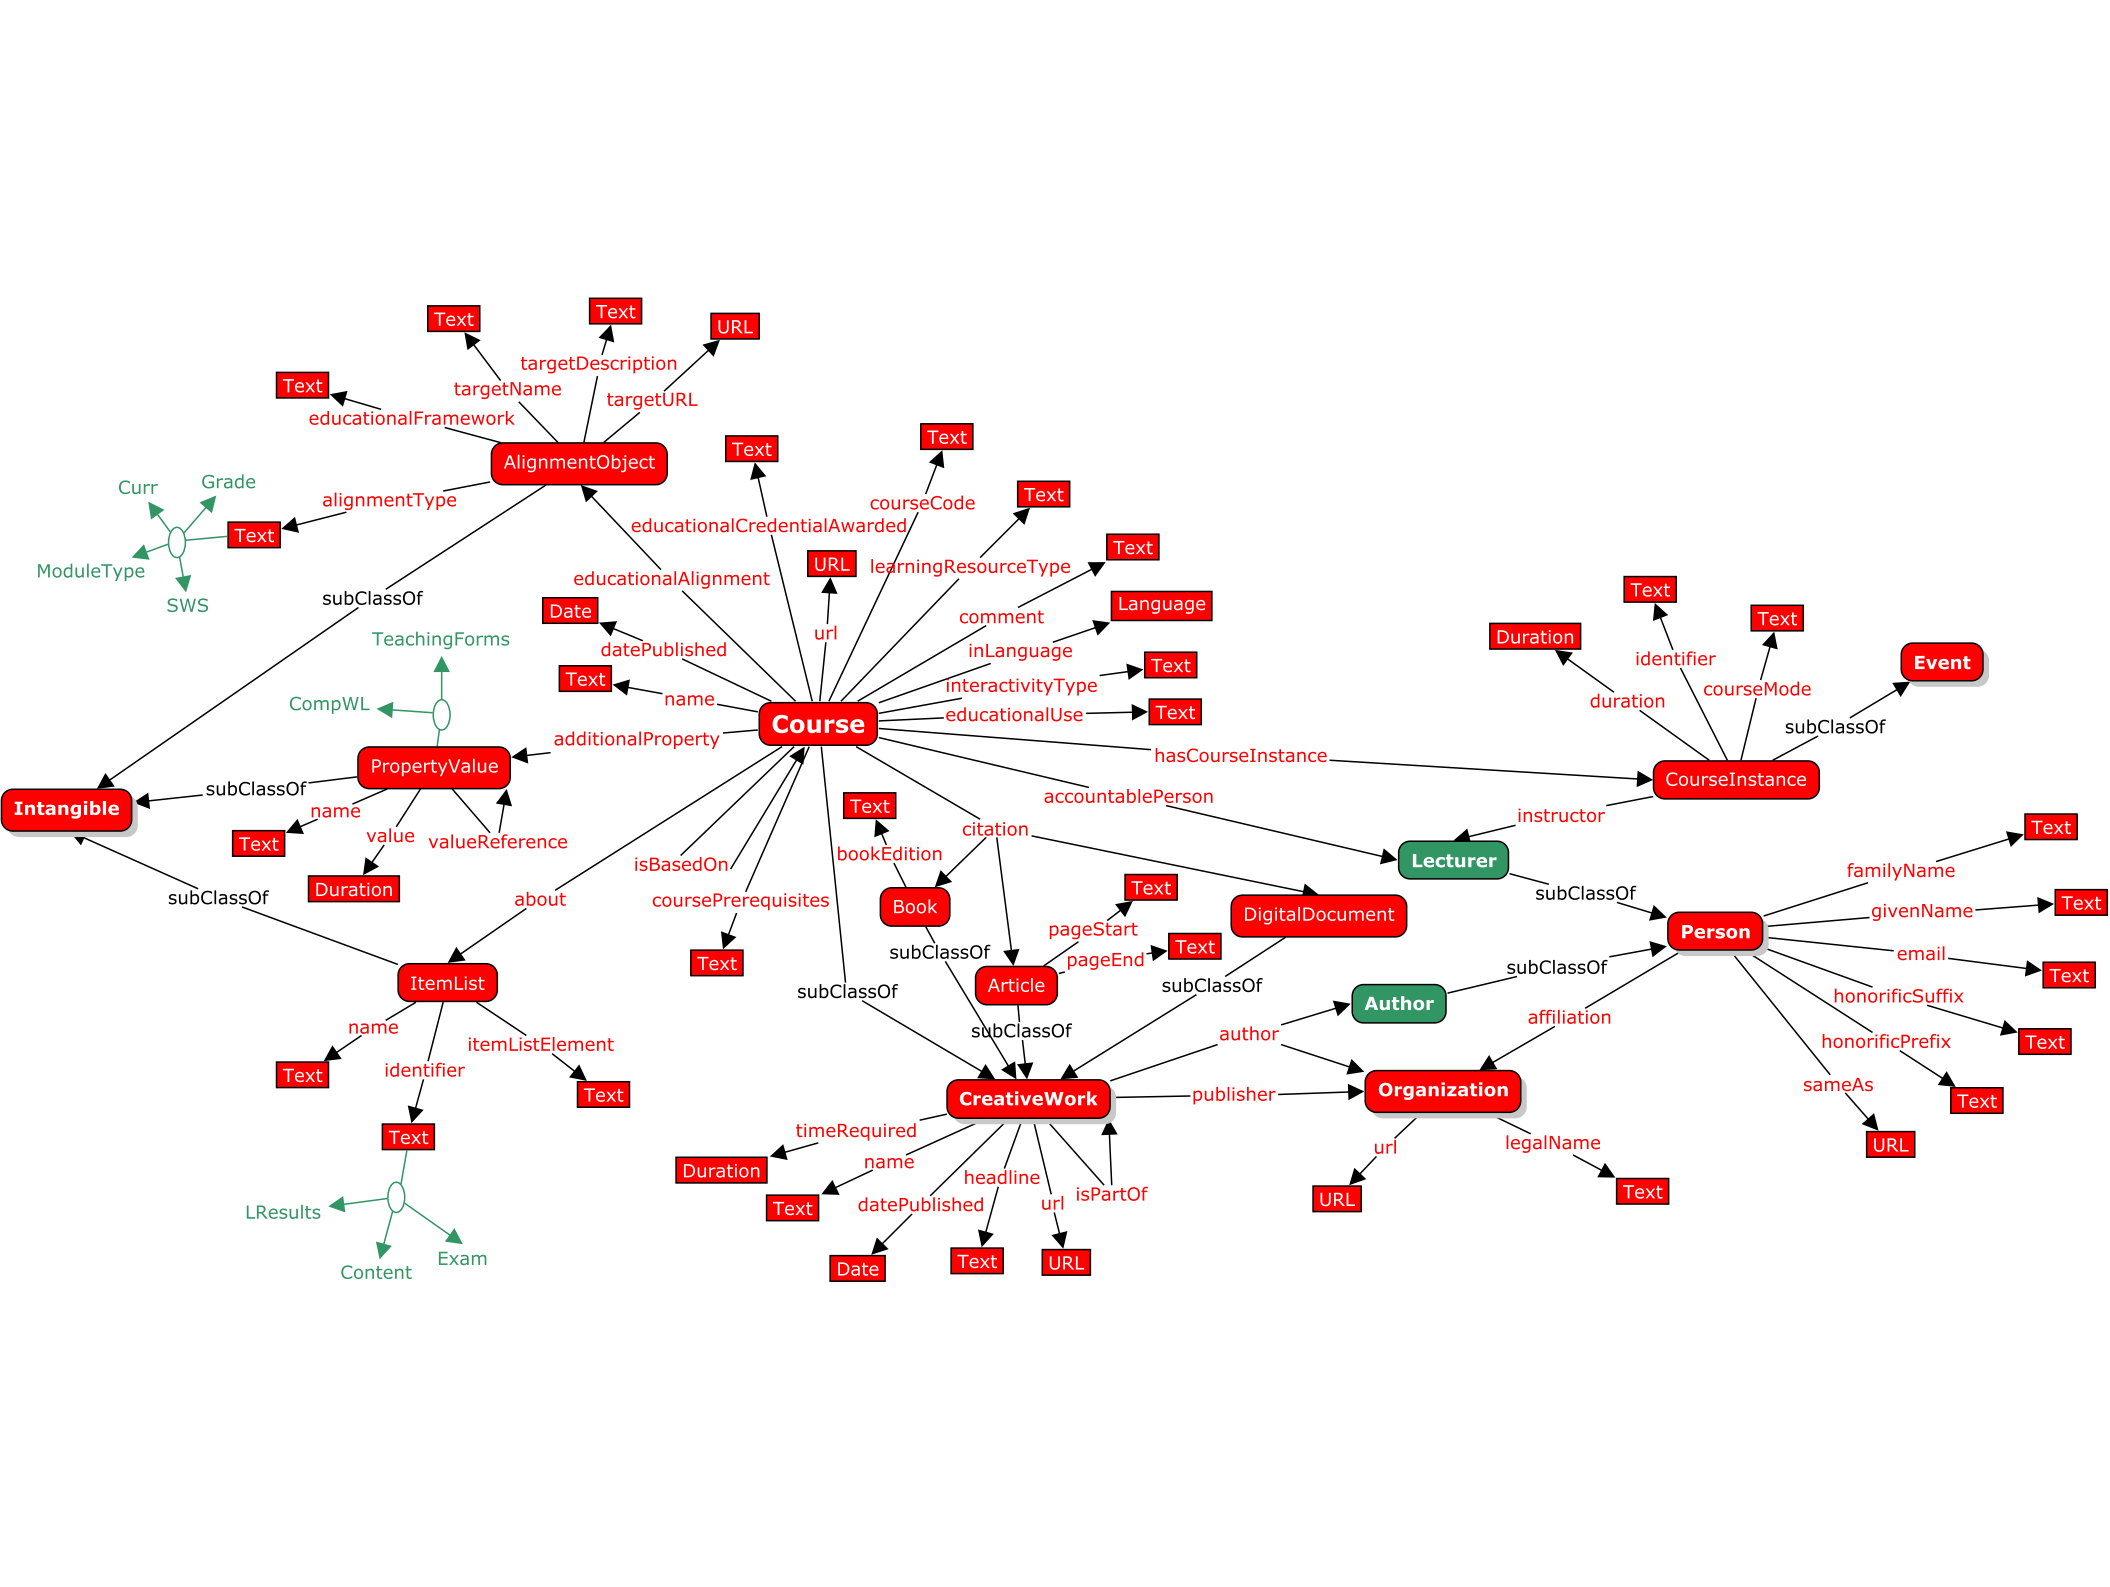 Text
Text
URL
targetDescription
Text
targetName
targetURL
educationalFramework
Text
Text
AlignmentObject
Curr
Grade
alignmentType
courseCode
Text
Text
educationalCredentialAwarded
Text
ModuleType
SWS
educationalAlignment
URL
learningResourceType
subClassOf
Date
Language
comment
Text
Text
Duration
url
TeachingForms
datePublished
inLanguage
identifier
Event
Text
Text
CompWL
name
interactivityType
educationalUse
Text
duration
courseMode
Course
subClassOf
additionalProperty
hasCourseInstance
PropertyValue
CourseInstance
subClassOf
accountablePerson
Intangible
name
Text
instructor
Text
value
valueReference
citation
bookEdition
Lecturer
isBasedOn
familyName
Duration
subClassOf
about
coursePrerequisites
Book
Text
DigitalDocument
subClassOf
givenName
Text
pageStart
Person
subClassOf
pageEnd
Text
email
Text
Text
subClassOf
ItemList
subClassOf
Article
subClassOf
Author
honorificSuffix
name
itemListElement
subClassOf
author
affiliation
honorificPrefix
Text
identifier
Text
Text
CreativeWork
publisher
Organization
sameAs
Text
Text
timeRequired
url
legalName
URL
Duration
name
headline
isPartOf
Text
datePublished
url
URL
Text
LResults
Content
Exam
Date
Text
URL